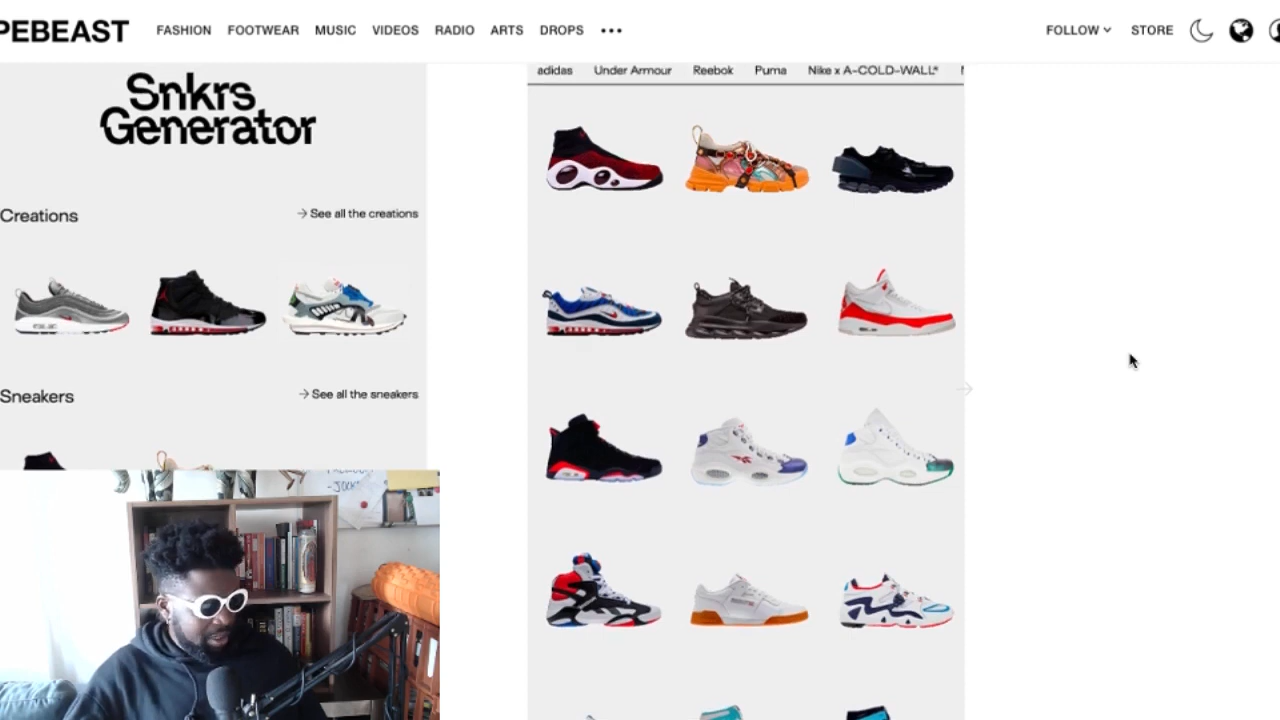 PEBEAST FASHION FOOTWEAR MUSIC VIDEOS RADIO ARTS DROPS ••• FOLLOW STORE
Snkrs
Generator
Creations → See all the creations
Sneakers → See all the sneakers
adidas Under Armour Reebok Puma Nike x A-COLD-WALL*
→
-JOKKO